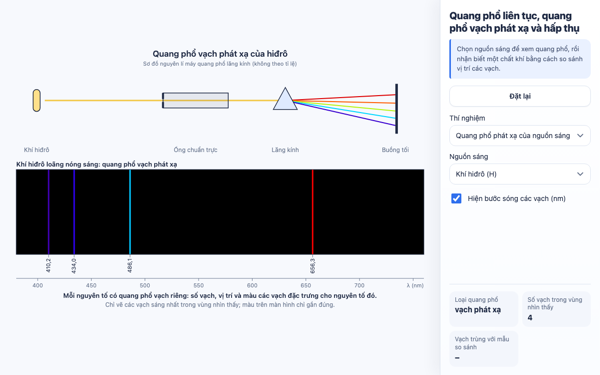 Quang phổ vạch phát xạ của hiđrô
Sơ đồ nguyên lí máy quang phổ lăng kính (không theo tỉ lệ)
Khí hiđrô
Ống chuẩn trực
Lăng kính
Buồng tối
Khí hiđrô loãng nóng sáng: quang phổ vạch phát xạ
410,2
434,0
486,1
656,3
400
450
500
550
600
650
700
λ (nm)
Mỗi nguyên tố có quang phổ vạch riêng: số vạch, vị trí và màu các vạch đặc trưng cho nguyên tố đó.
Chỉ vẽ các vạch sáng nhất trong vùng nhìn thấy; màu trên màn hình chỉ gần đúng.
Quang phổ liên tục, quang
phổ vạch phát xạ và hấp thụ
Chọn nguồn sáng để xem quang phổ, rồi
nhận biết một chất khí bằng cách so sánh
vị trí các vạch.
Đặt lại
Thí nghiệm
Quang phổ phát xạ của nguồn sáng
Nguồn sáng
Khí hiđrô (H)
Hiện bước sóng các vạch (nm)
Loại quang phổ
vạch phát xạ
Số vạch trong vùng
nhìn thấy
4
Vạch trùng với mẫu
so sánh
–